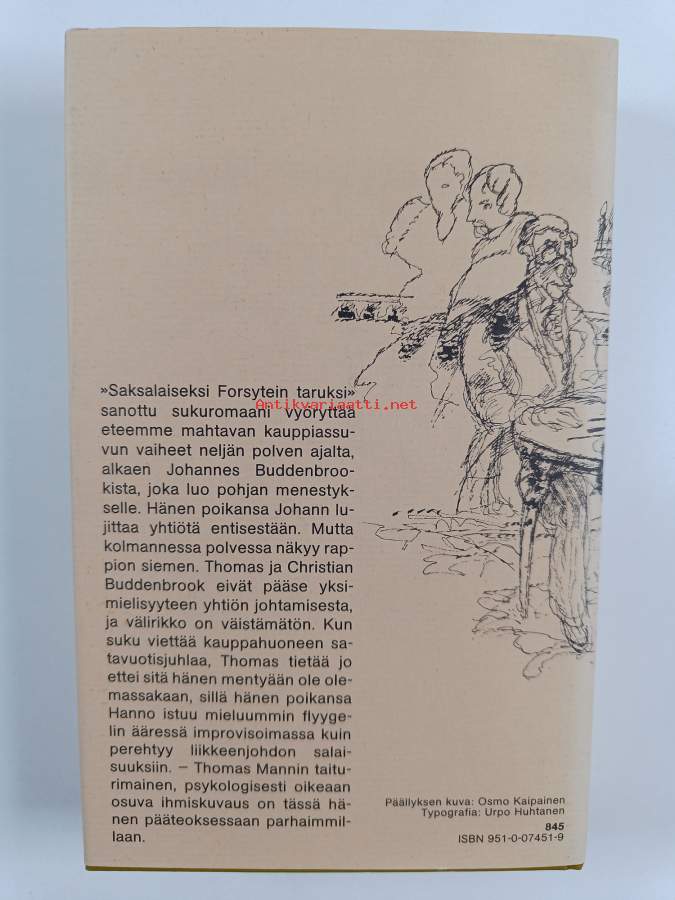 »Saksalaiseksi Forsytein taruksi»
Antikvariaatti.net
sanottu sukuromaani vyöryttää
eteemme mahtavan kauppiassu-
vun vaiheet neljän polven ajalta,
alkaen Johannes Buddenbroo-
kista, joka luo pohjan menestyk-
selle. Hänen poikansa Johann lu-
jittaa yhtiötä entisestään. Mutta
kolmannessa polvessa näkyy rap-
pion siemen. Thomas ja Christian
Buddenbrook eivät pääse yksi-
mielisyyteen yhtiön johtamisesta,
ja välirikko on väistämätön. Kun
suku viettää kauppahuoneen sa-
tavuotisjuhlaa, Thomas tietää jo
ettei sitä hänen mentyään ole ole-
massakaan, sillä hänen poikansa
Hanno istuu mieluummin flyyge-
lin ääressä improvisoimassa kuin
perehtyy liikkeenjohdon salai-
suuksiin. – Thomas Mannin taitu-
rimainen, psykologisesti oikeaan
osuva ihmiskuvaus on tässä hä-
nen pääteoksessaan parhaimmil-
laan.
Päällyksen kuva: Osmo Kaipainen
Typografia: Urpo Huhtanen
845
ISBN 951-0-07451-9